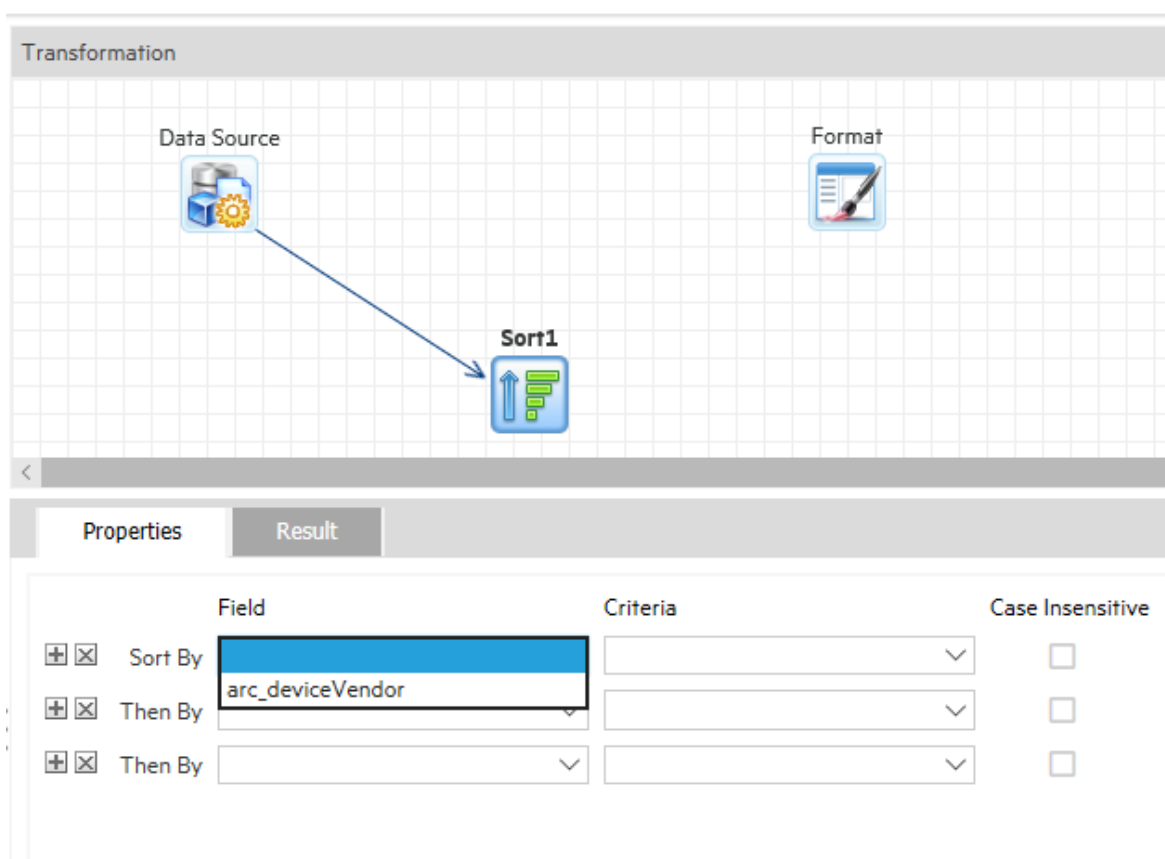 Transformation
Data Source
Format
Sort1
Properties Result
Field Criteria Case Insensitive
Sort By
arc_deviceVendor
Then By
Then By